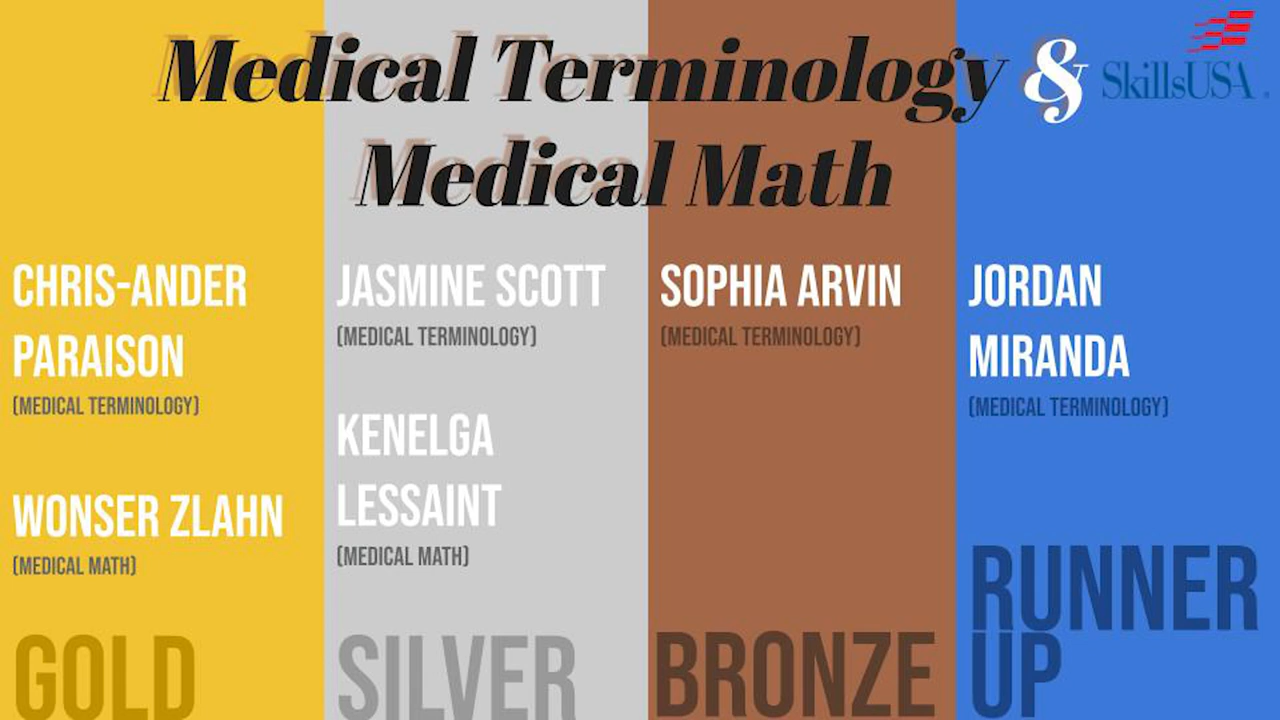 Medical Terminology & SkillsUSA
Medical Math
CHRIS-ANDER
PARAISON
(MEDICAL TERMINOLOGY)
WONSER ZLAHN
(MEDICAL MATH)
GOLD
JASMINE SCOTT
(MEDICAL TERMINOLOGY)
KENELGA
LESSAINT
(MEDICAL MATH)
SILVER
SOPHIA ARVIN
(MEDICAL TERMINOLOGY)
BRONZE
JORDAN
MIRANDA
(MEDICAL TERMINOLOGY)
RUNNER
UP